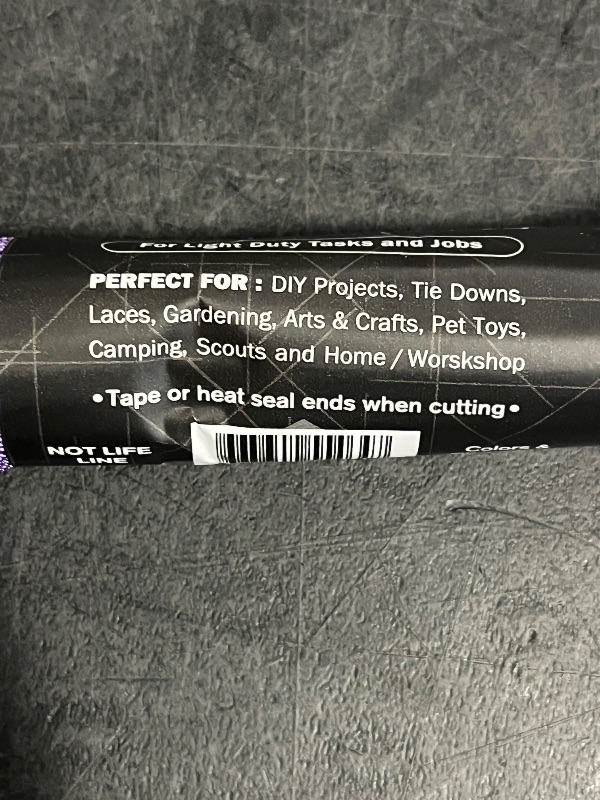 For Light Duty Tasks and Jobs
PERFECT FOR : DIY Projects, Tie Downs,
Laces, Gardening, Arts & Crafts, Pet Toys,
Camping, Scouts and Home / Worskshop
•Tape or heat seal ends when cutting•
NOT LIFE
LINE
Colors &